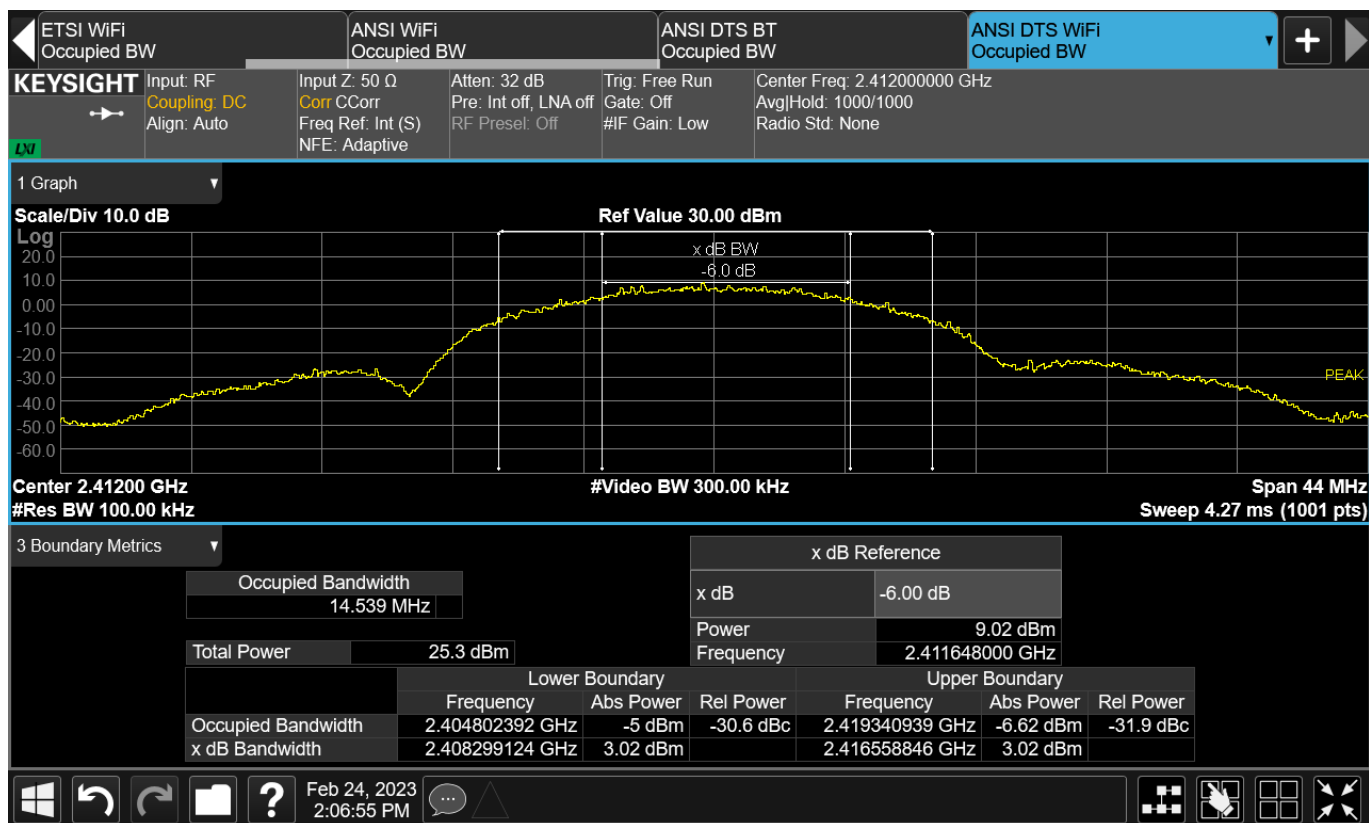 ETSI WiFi
Occupied BW
ANSI WiFi
Occupied BW
ANSI DTS BT
Occupied BW
ANSI DTS WiFi
Occupied BW
KEYSIGHT
LXI
Input: RF
Coupling: DC
Align: Auto
Input Z: 50 Ω
Corr CCorr
Freq Ref: Int (S)
NFE: Adaptive
Atten: 32 dB
Pre: Int off, LNA off
RF Presel: Off
Trig: Free Run
Gate: Off
#IF Gain: Low
Center Freq: 2.412000000 GHz
Avg|Hold: 1000/1000
Radio Std: None
1 Graph
Scale/Div 10.0 dB
Ref Value 30.00 dBm
Log
20.0
10.0
0.00
-10.0
-20.0
-30.0
-40.0
-50.0
-60.0
x dB BW
-6.0 dB
PEAK
Center 2.41200 GHz
#Video BW 300.00 kHz
Span 44 MHz
#Res BW 100.00 kHz
Sweep 4.27 ms (1001 pts)
3 Boundary Metrics
Occupied Bandwidth
14.539 MHz
Total Power 25.3 dBm
x dB Reference
x dB -6.00 dB
Power 9.02 dBm
Frequency 2.411648000 GHz
Lower Boundary Upper Boundary
Frequency Abs Power Rel Power Frequency Abs Power Rel Power
Occupied Bandwidth 2.404802392 GHz -5 dBm -30.6 dBc 2.419340939 GHz -6.62 dBm -31.9 dBc
x dB Bandwidth 2.408299124 GHz 3.02 dBm 2.416558846 GHz 3.02 dBm
?
Feb 24, 2023
2:06:55 PM